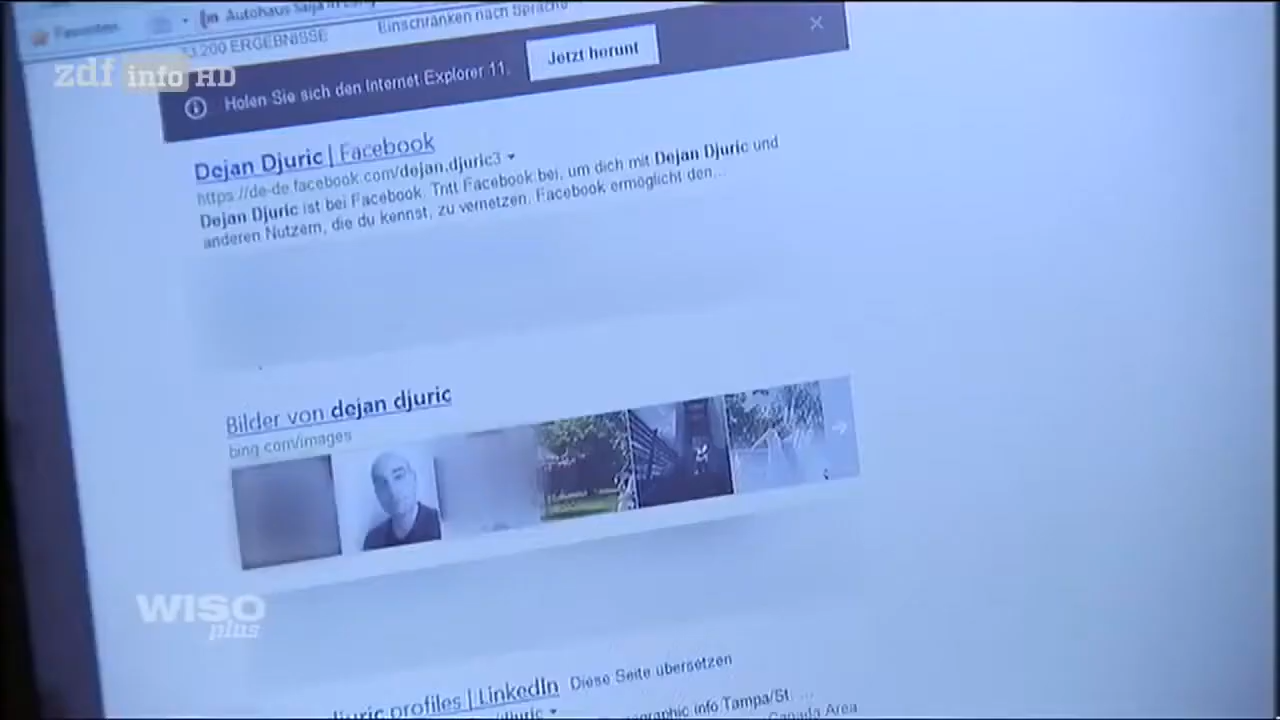 Favoriten
Autohaus
200 ERGEBNISSE
Einschränken nach Sprache
zdf info HD
Holen Sie sich den Internet Explorer 11.
Jetzt herunt
Dejan Djuric | Facebook
https://de-de.facebook.com/dejan.djuric3
Dejan Djuric ist bei Facebook. Tritt Facebook bei, um dich mit Dejan Djuric und
anderen Nutzern, die du kennst, zu vernetzen. Facebook ermöglicht den...
Bilder von dejan djuric
bing.com/images
WISO
plus
profiles | LinkedIn Diese Seite übersetzen
info Tampa/St. ...
Canada Area